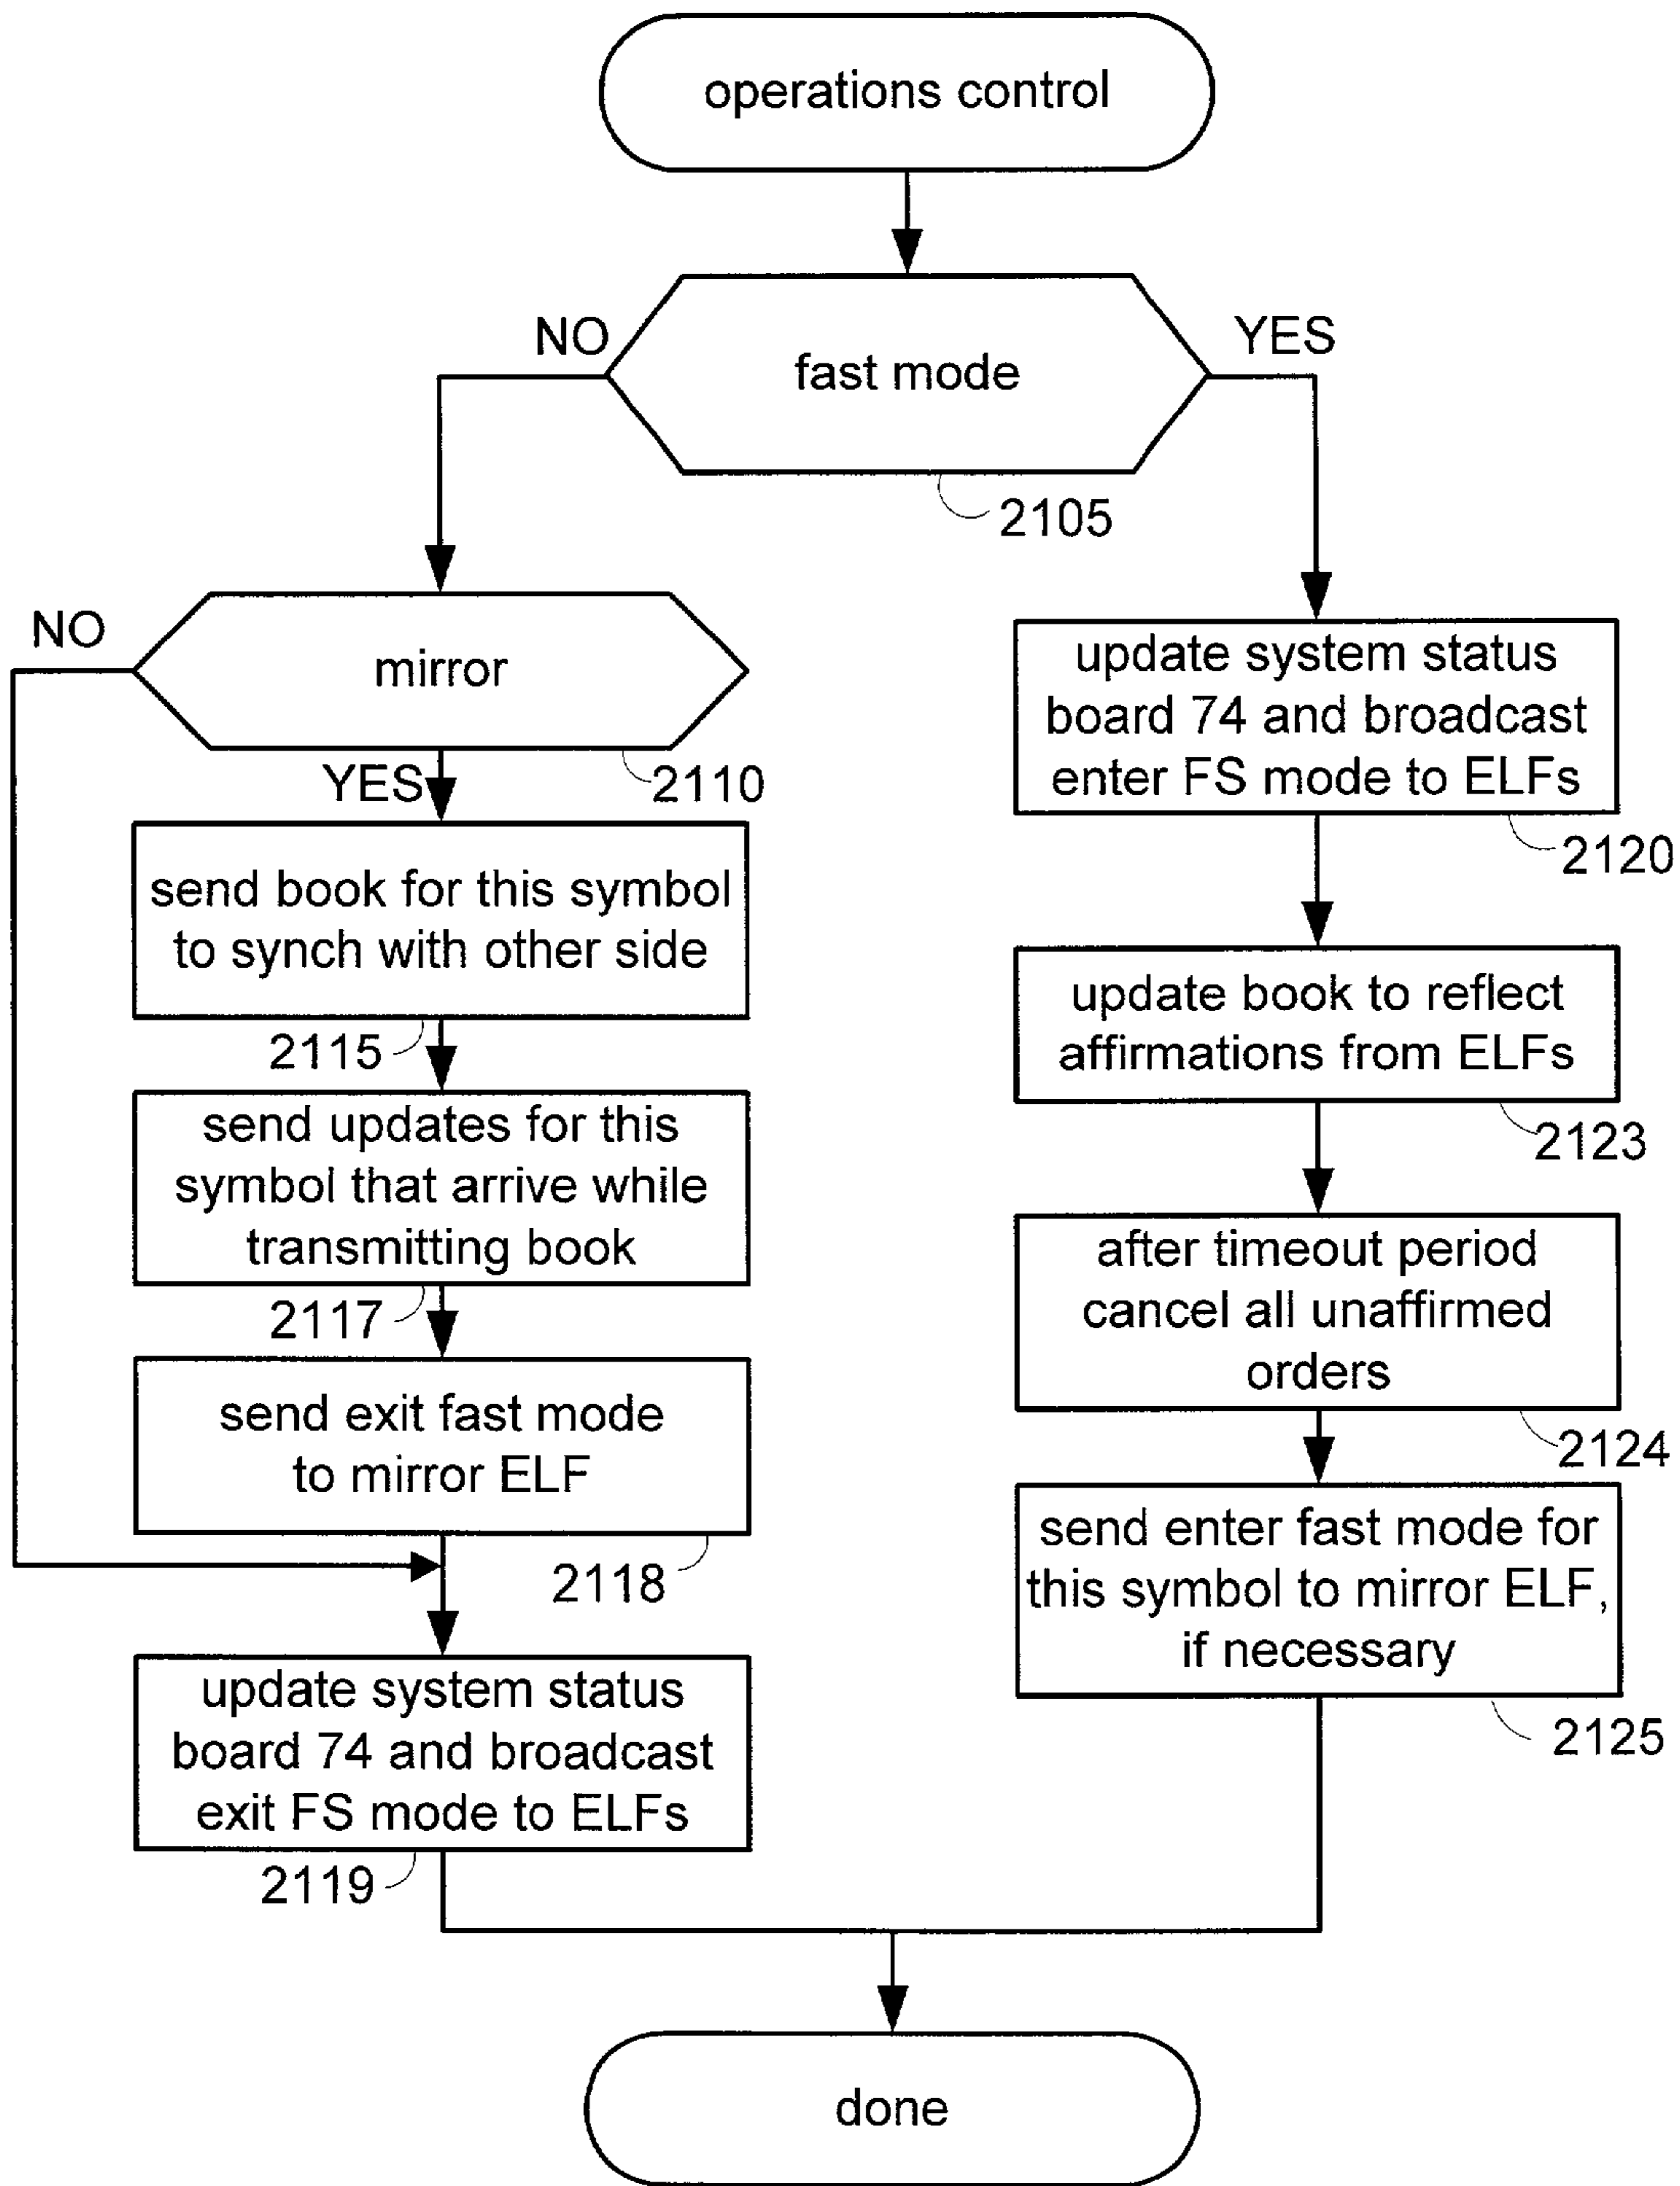 operations control
NO
YES
fast mode
2105
NO
mirror
YES
2110
send book for this symbol
to synch with other side
2115
send updates for this
symbol that arrive while
transmitting book
2117
send exit fast mode
to mirror ELF
2118
update system status
board 74 and broadcast
exit FS mode to ELFs
2119
update system status
board 74 and broadcast
enter FS mode to ELFs
2120
update book to reflect
affirmations from ELFs
2123
after timeout period
cancel all unaffirmed
orders
2124
send enter fast mode for
this symbol to mirror ELF,
if necessary
2125
done